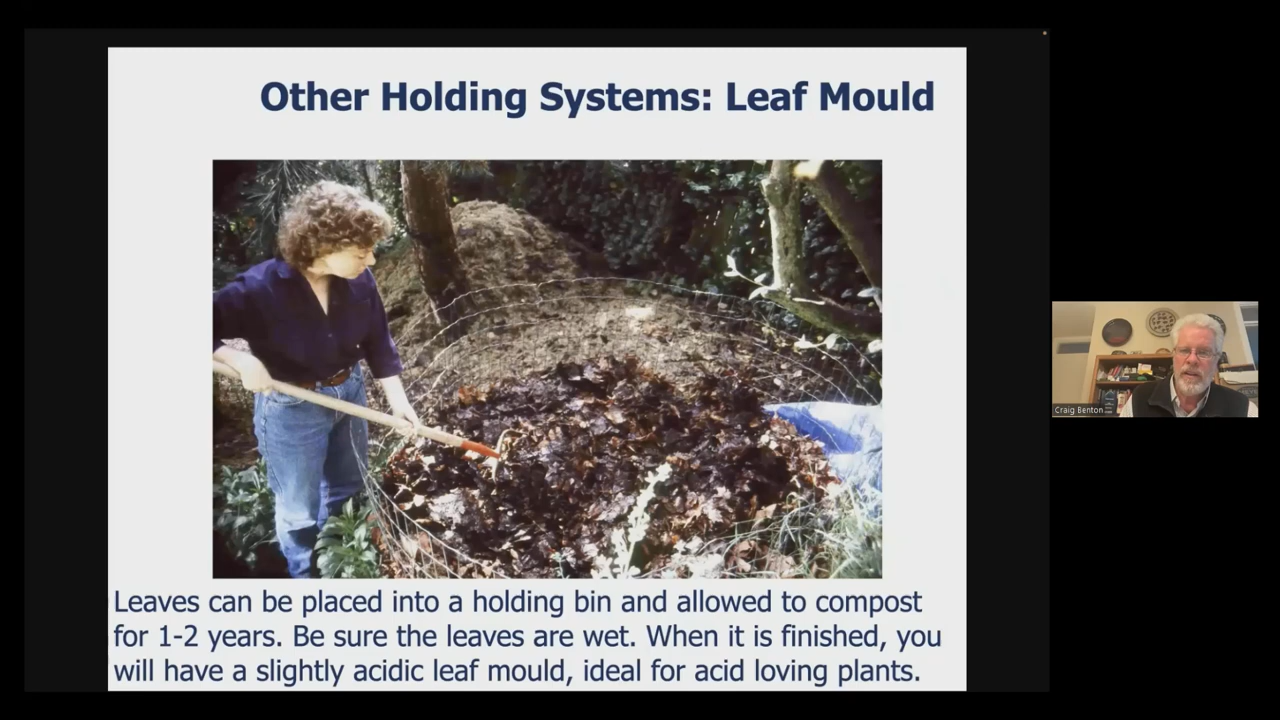 Other Holding Systems: Leaf Mould
Leaves can be placed into a holding bin and allowed to compost
for 1-2 years. Be sure the leaves are wet. When it is finished, you
will have a slightly acidic leaf mould, ideal for acid loving plants.
Craig Benton